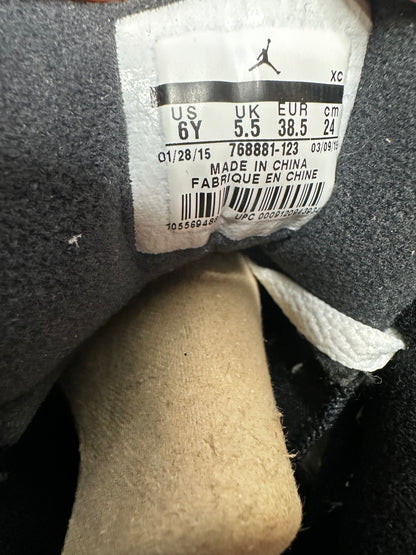 XC
US UK EUR cm
6Y 5.5 38.5 24
01/28/15 768881-123 03/09/15
MADE IN CHINA
FABRIQUE EN CHINE
UPC